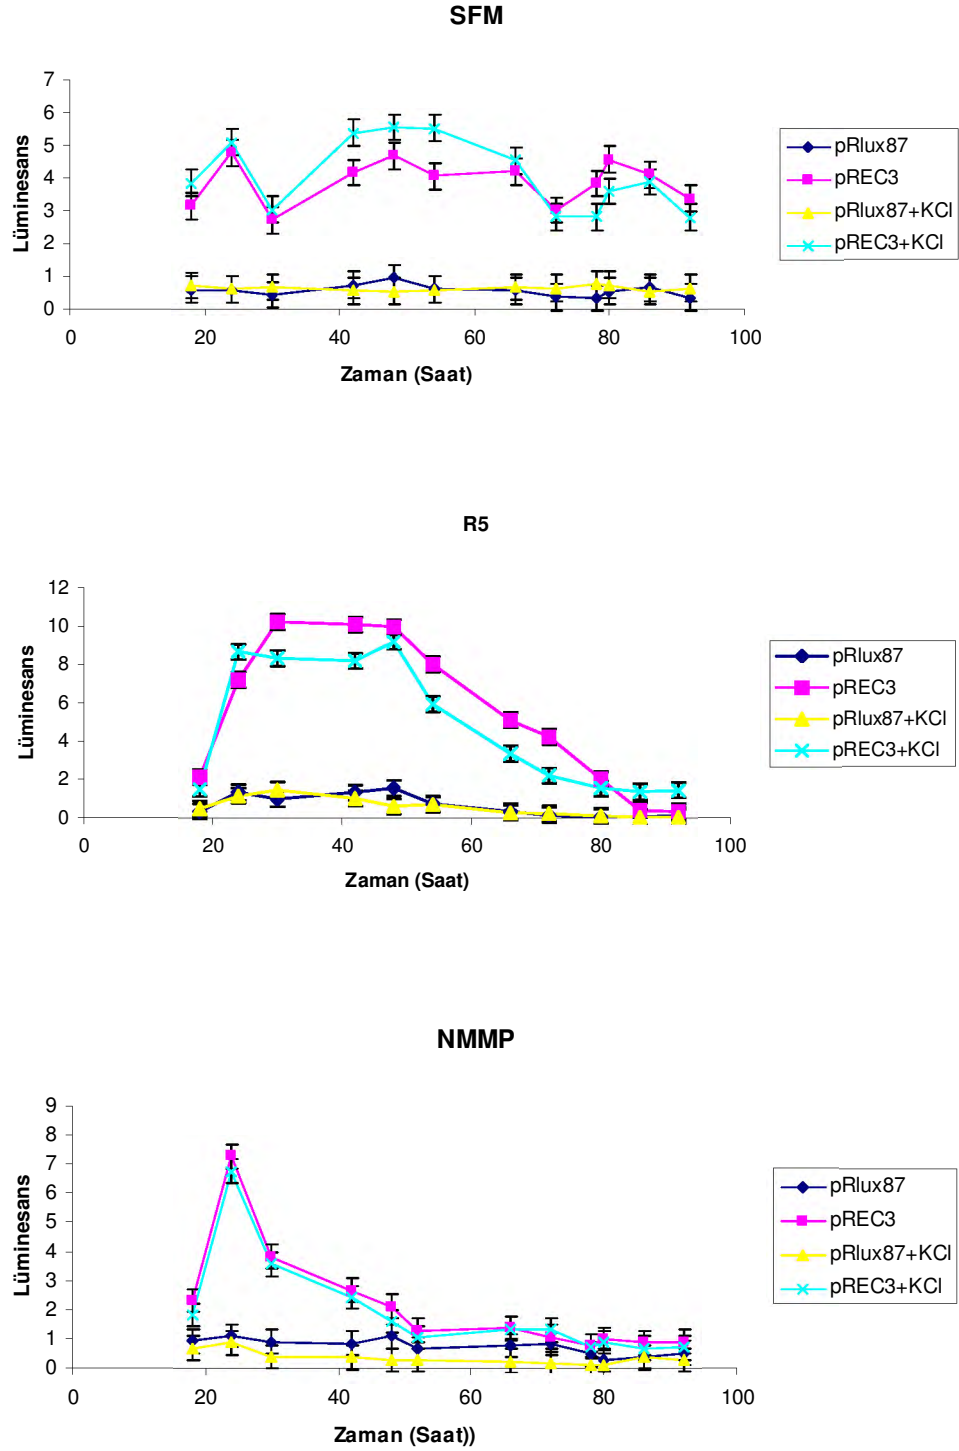 SFM
7
6
5
4
3
2
1
0
0 20 40 60 80 100
Lüminesans
Zaman (Saat)
pRlux87
pREC3
pRlux87+KCl
pREC3+KCl
R5
12
10
8
6
4
2
0
0 20 40 60 80 100
Lüminesans
Zaman (Saat)
pRlux87
pREC3
pRlux87+KCl
pREC3+KCl
NMMP
9
8
7
6
5
4
3
2
1
0
0 20 40 60 80 100
Lüminesans
Zaman (Saat))
pRlux87
pREC3
pRlux87+KCl
pREC3+KCl